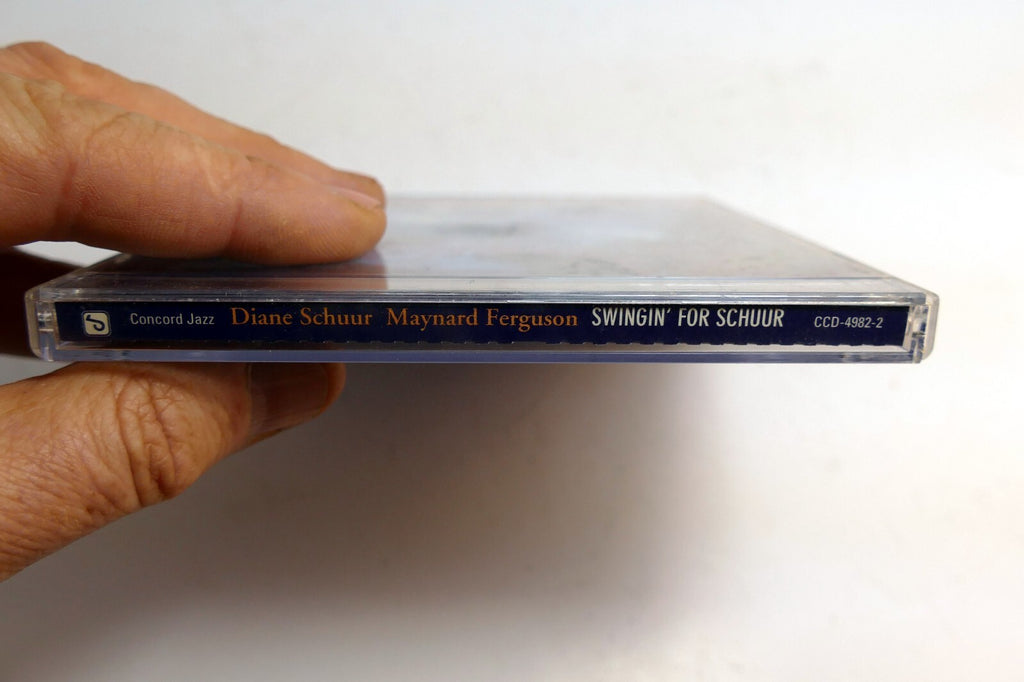 Concord Jazz Diane Schuur Maynard Ferguson SWINGIN' FOR SCHUUR CCD-4982-2